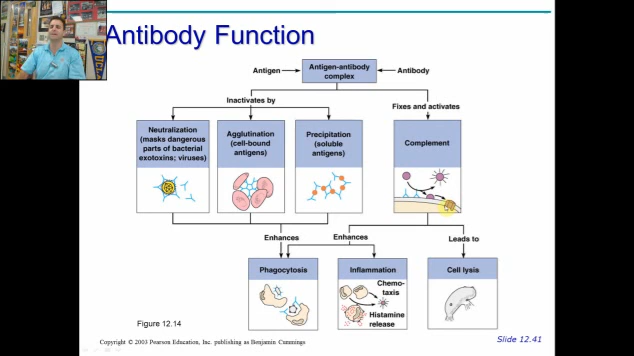 Antibody Function
Antigen-antibody
complex
Antigen
Antibody
Inactivates by
Fixes and activates
Neutralization
(masks dangerous
parts of bacterial
exotoxins; viruses)
Agglutination
(cell-bound
antigens)
Precipitation
(soluble
antigens)
Complement
Enhances
Enhances
Leads to
Phagocytosis
Inflammation
Cell lysis
Chemo-
taxis
Histamine
release
Figure 12.14
Copyright © 2003 Pearson Education, Inc. publishing as Benjamin Cummings
Slide 12.41